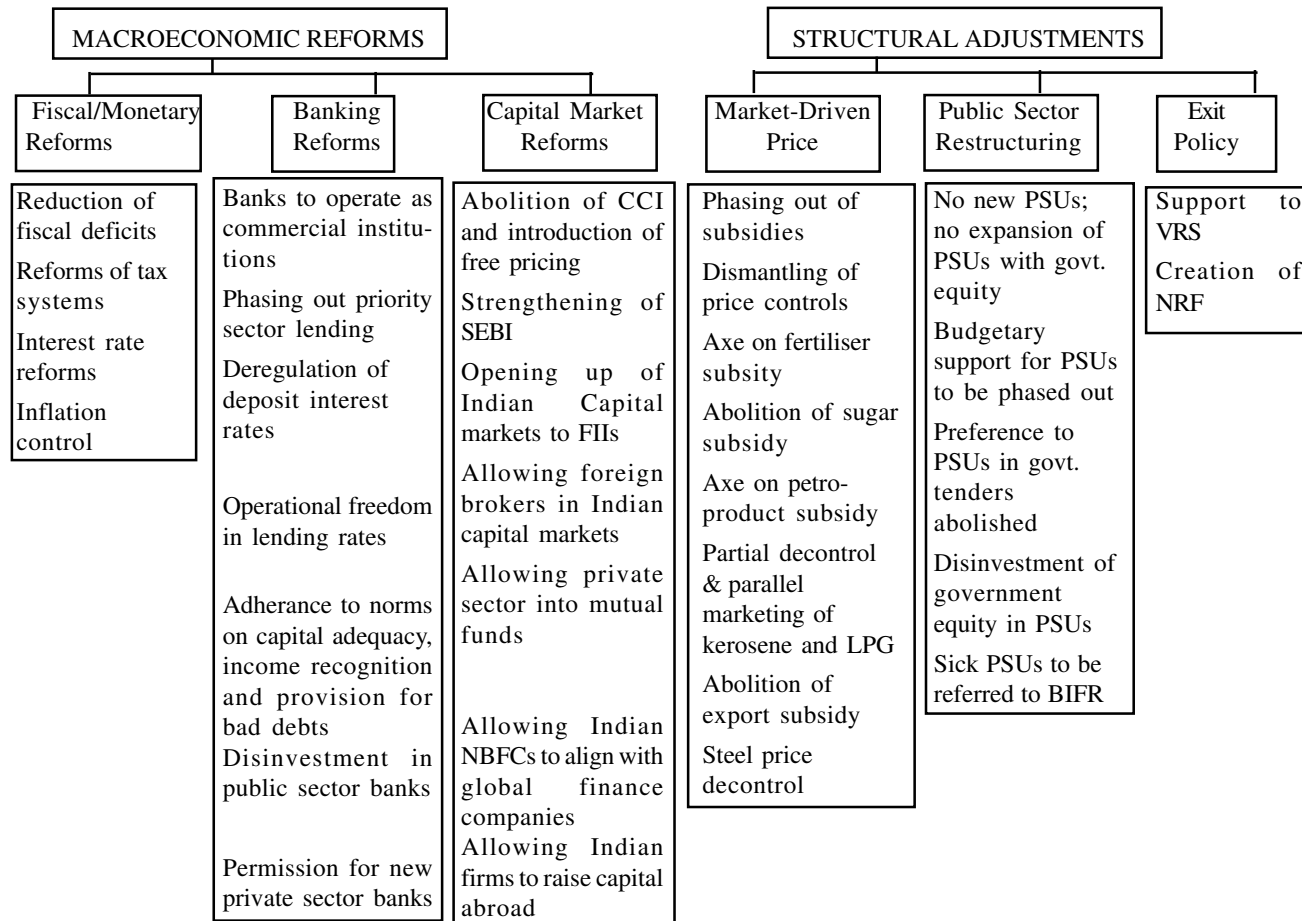 MACROECONOMIC REFORMS
STRUCTURAL ADJUSTMENTS
Fiscal/Monetary
Reforms
Banking
Reforms
Capital Market
Reforms
Market-Driven
Price
Public Sector
Restructuring
Exit
Policy
Reduction of
fiscal deficits
Reforms of tax
systems
Interest rate
reforms
Inflation
control
Banks to operate as
commercial institu-
tions
Phasing out priority
sector lending
Deregulation of
deposit interest
rates
Operational freedom
in lending rates
Adherance to norms
on capital adequacy,
income recognition
and provision for
bad debts
Disinvestment in
public sector banks
Permission for new
private sector banks
Abolition of CCI
and introduction of
free pricing
Strengthening of
SEBI
Opening up of
Indian Capital
markets to FIIs
Allowing foreign
brokers in Indian
capital markets
Allowing private
sector into mutual
funds
Allowing Indian
NBFCs to align with
global finance
companies
Allowing Indian
firms to raise capital
abroad
Phasing out of
subsidies
Dismantling of
price controls
Axe on fertiliser
subsity
Abolition of sugar
subsidy
Axe on petro-
product subsidy
Partial decontrol
& parallel
marketing of
kerosene and LPG
Abolition of
export subsidy
Steel price
decontrol
No new PSUs;
no expansion of
PSUs with govt.
equity
Budgetary
support for PSUs
to be phased out
Preference to
PSUs in govt.
tenders
abolished
Disinvestment of
government
equity in PSUs
Sick PSUs to be
referred to BIFR
Support to
VRS
Creation of
NRF